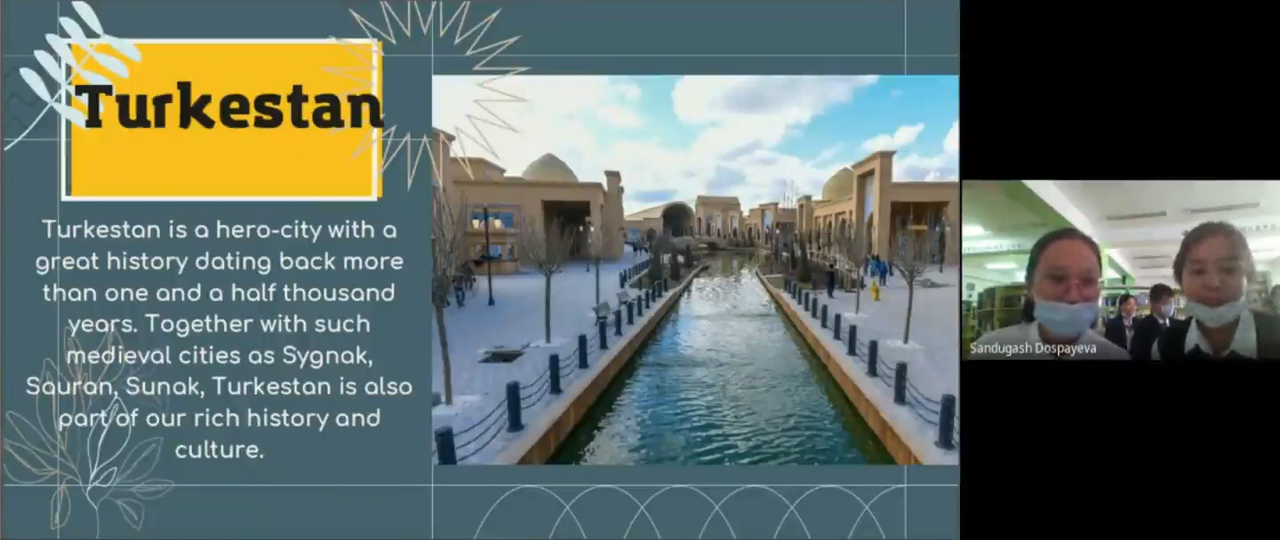 Turkestan
Turkestan is a hero-city with a
great history dating back more
than one and a half thousand
years. Together with such
medieval cities as Sygnak,
Sauran, Sunak, Turkestan is also
part of our rich history and
culture.
Sandugash Dospayeva